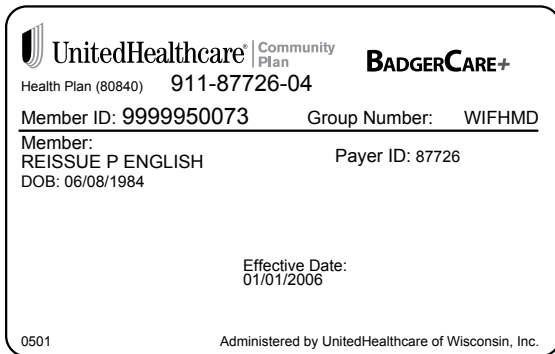 UnitedHealthcare® Community Plan BADGERCARE+
Health Plan (80840) 911-87726-04
Member ID: 9999950073 Group Number: WIFHMD
Member:
REISSUE P ENGLISH Payer ID: 87726
DOB: 06/08/1984
Effective Date:
01/01/2006
0501 Administered by UnitedHealthcare of Wisconsin, Inc.